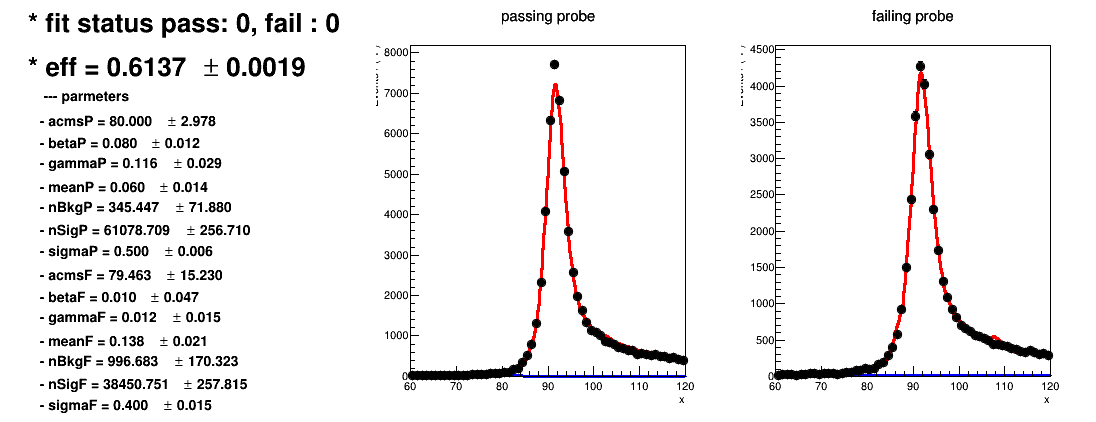 * fit status pass: 0, fail : 0
* eff = 0.6137 ± 0.0019
--- parmeters
- acmsP = 80.000 ± 2.978
- betaP = 0.080 ± 0.012
- gammaP = 0.116 ± 0.029
- meanP = 0.060 ± 0.014
- nBkgP = 345.447 ± 71.880
- nSigP = 61078.709 ± 256.710
- sigmaP = 0.500 ± 0.006
- acmsF = 79.463 ± 15.230
- betaF = 0.010 ± 0.047
- gammaF = 0.012 ± 0.015
- meanF = 0.138 ± 0.021
- nBkgF = 996.683 ± 170.323
- nSigF = 38450.751 ± 257.815
- sigmaF = 0.400 ± 0.015
passing probe
8000
7000
6000
5000
4000
3000
2000
1000
0
60 70 80 90 100 110 120
x
failing probe
4500
4000
3500
3000
2500
2000
1500
1000
500
0
60 70 80 90 100 110 120
x